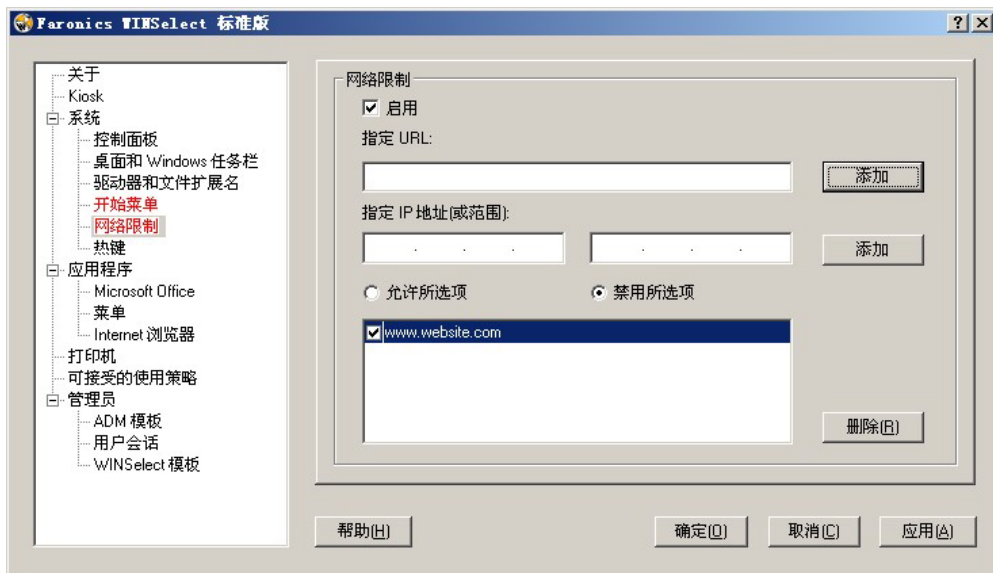 Faronics WINSelect 标准版
关于
Kiosk
系统
控制面板
桌面和 Windows 任务栏
驱动器和文件扩展名
开始菜单
网络限制
热键
应用程序
Microsoft Office
菜单
Internet 浏览器
打印机
可接受的使用策略
管理员
ADM 模板
用户会话
WINSelect 模板
网络限制
启用
指定 URL:
添加
指定 IP 地址(或范围):
添加
允许所选项
禁用所选项
www.website.com
删除(R)
帮助(H)
确定(O)
取消(C)
应用(A)